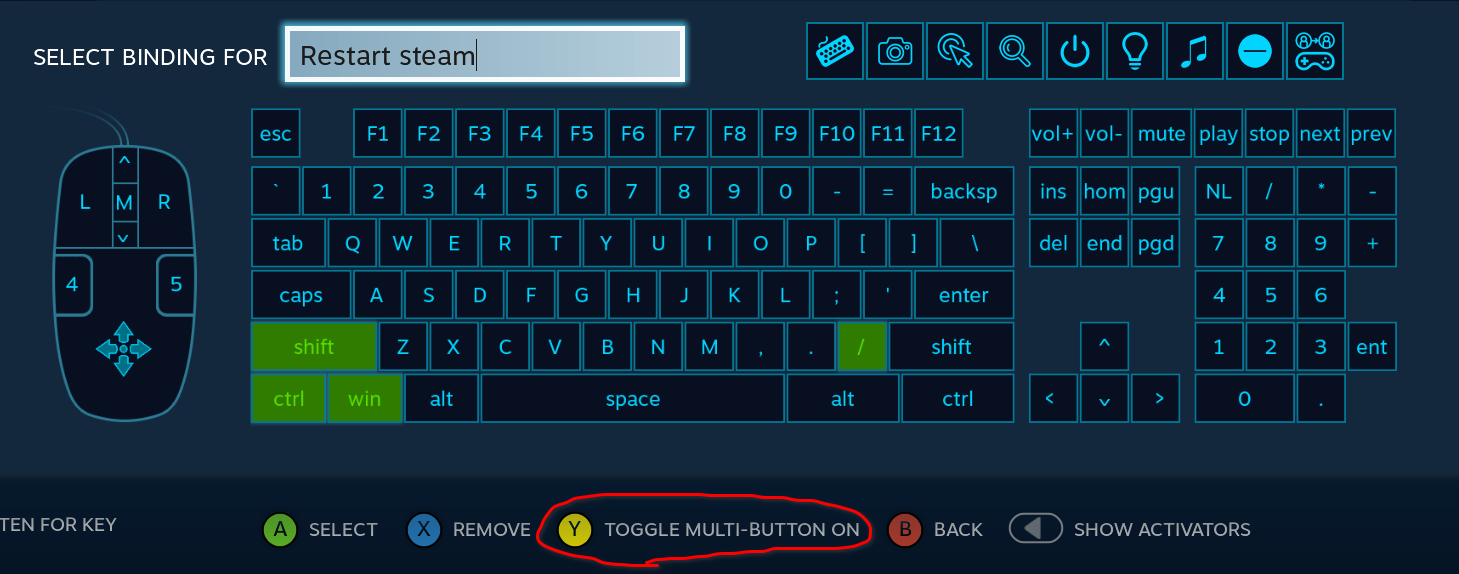 SELECT BINDING FOR Restart steam
esc F1 F2 F3 F4 F5 F6 F7 F8 F9 F10 F11 F12 vol+ vol- mute play stop next prev
` 1 2 3 4 5 6 7 8 9 0 - = backsp ins hom pgu NL / * -
L M R
tab Q W E R T Y U I O P [ ] \ del end pgd 7 8 9 +
4 5
caps A S D F G H J K L ; ' enter 4 5 6
shift Z X C V B N M , . / shift ^ 1 2 3 ent
ctrl win alt space alt ctrl < v > 0 .
TEN FOR KEY A SELECT X REMOVE Y TOGGLE MULTI-BUTTON ON B BACK SHOW ACTIVATORS